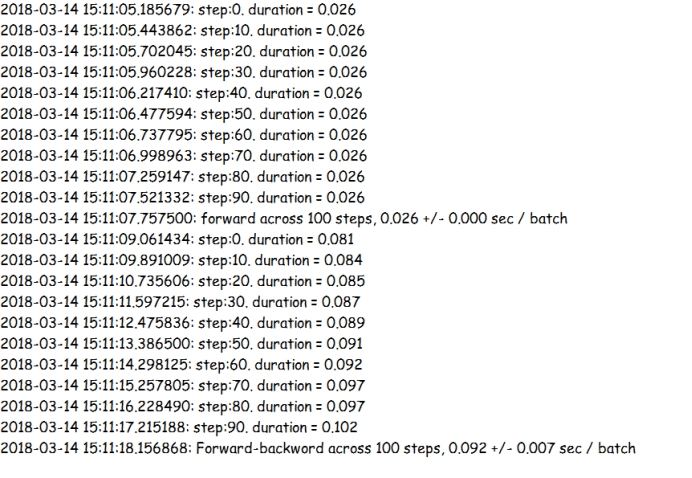 2018-03-14 15:11:05.185679: step:0. duration = 0.026
2018-03-14 15:11:05.443862: step:10. duration = 0.026
2018-03-14 15:11:05.702045: step:20. duration = 0.026
2018-03-14 15:11:05.960228: step:30. duration = 0.026
2018-03-14 15:11:06.217410: step:40. duration = 0.026
2018-03-14 15:11:06.477594: step:50. duration = 0.026
2018-03-14 15:11:06.737795: step:60. duration = 0.026
2018-03-14 15:11:06.998963: step:70. duration = 0.026
2018-03-14 15:11:07.259147: step:80. duration = 0.026
2018-03-14 15:11:07.521332: step:90. duration = 0.026
2018-03-14 15:11:07.757500: forward across 100 steps, 0.026 +/- 0.000 sec / batch
2018-03-14 15:11:09.061434: step:0. duration = 0.081
2018-03-14 15:11:09.891009: step:10. duration = 0.084
2018-03-14 15:11:10.735606: step:20. duration = 0.085
2018-03-14 15:11:11.597215: step:30. duration = 0.087
2018-03-14 15:11:12.475836: step:40. duration = 0.089
2018-03-14 15:11:13.386500: step:50. duration = 0.091
2018-03-14 15:11:14.298125: step:60. duration = 0.092
2018-03-14 15:11:15.257805: step:70. duration = 0.097
2018-03-14 15:11:16.228490: step:80. duration = 0.097
2018-03-14 15:11:17.215188: step:90. duration = 0.102
2018-03-14 15:11:18.156868: Forward-backword across 100 steps, 0.092 +/- 0.007 sec / batch